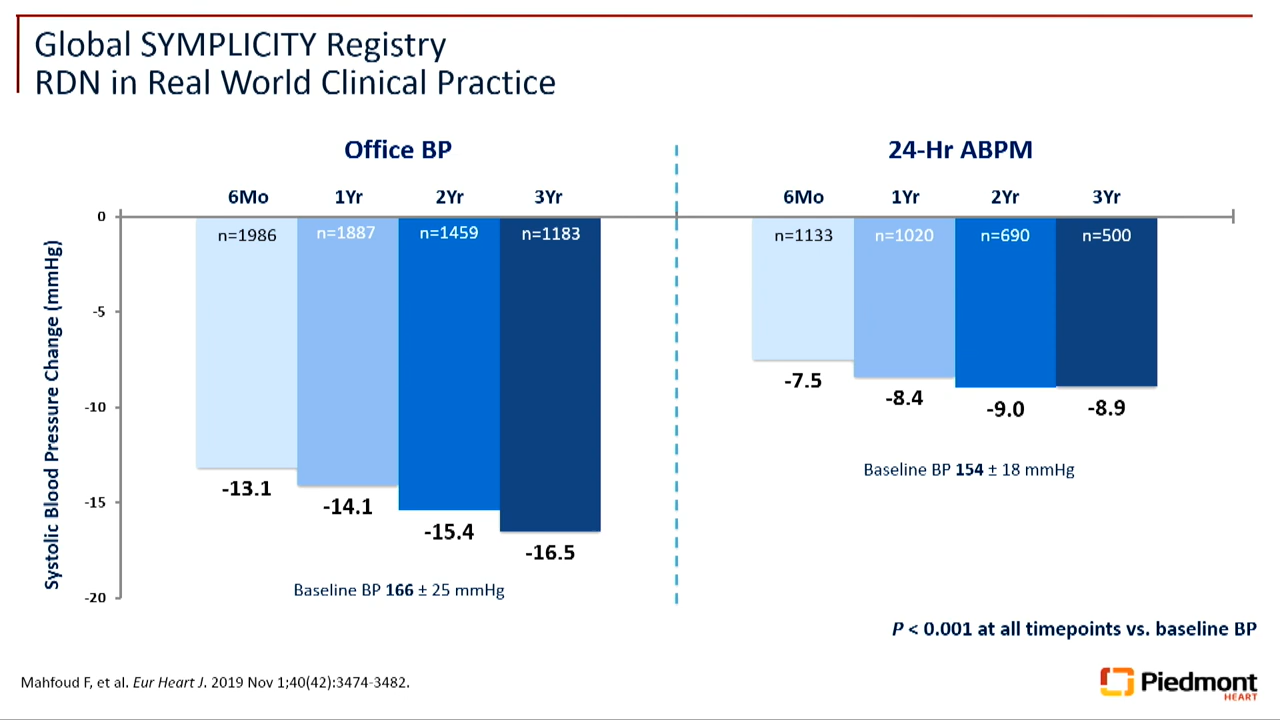 Global SYMPLICITY Registry
RDN in Real World Clinical Practice
Office BP
24-Hr ABPM
6Mo 1Yr 2Yr 3Yr
6Mo 1Yr 2Yr 3Yr
0
n=1986 n=1887 n=1459 n=1183
n=1133 n=1020 n=690 n=500
Systolic Blood Pressure Change (mmHg)
-5
-10
-15
-20
-13.1
-14.1
-15.4
-16.5
-7.5
-8.4
-9.0
-8.9
Baseline BP 166 ± 25 mmHg
Baseline BP 154 ± 18 mmHg
P < 0.001 at all timepoints vs. baseline BP
Mahfoud F, et al. Eur Heart J. 2019 Nov 1;40(42):3474-3482.
Piedmont
HEART